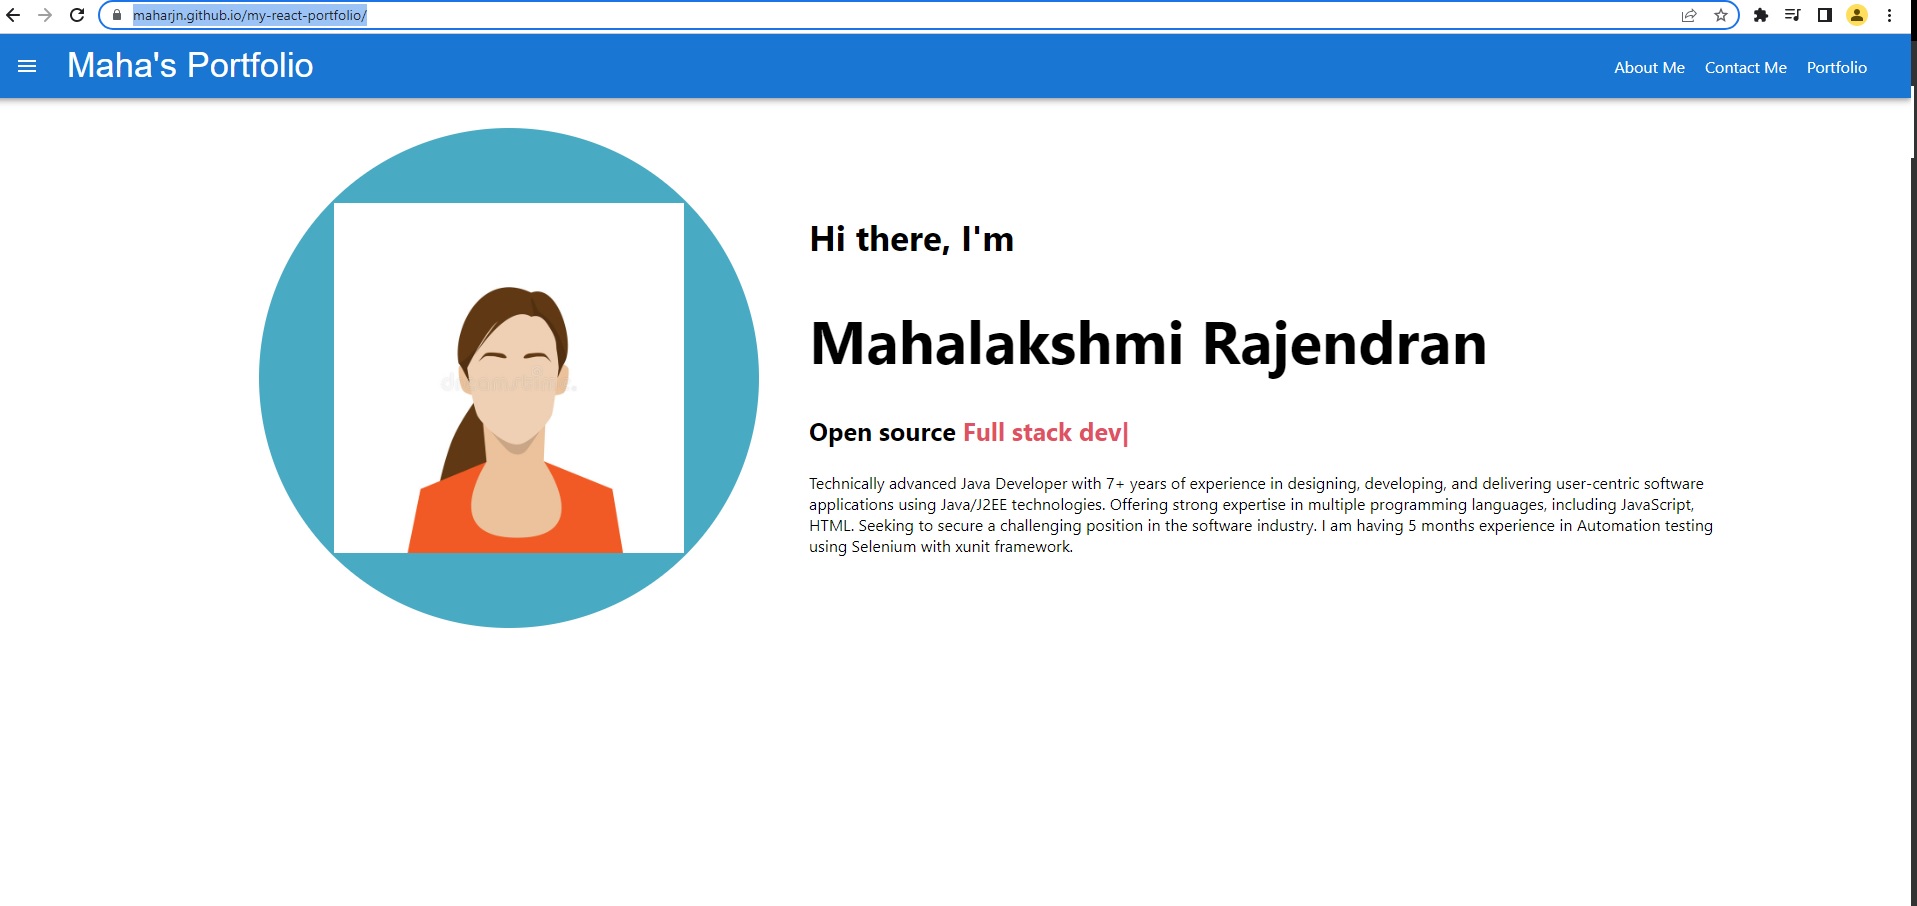 maharjn.github.io/my-react-portfolio/
Maha's Portfolio
About Me Contact Me Portfolio
Hi there, I'm
Mahalakshmi Rajendran
Open source Full stack dev|
Technically advanced Java Developer with 7+ years of experience in designing, developing, and delivering user-centric software
applications using Java/J2EE technologies. Offering strong expertise in multiple programming languages, including JavaScript,
HTML. Seeking to secure a challenging position in the software industry. I am having 5 months experience in Automation testing
using Selenium with xunit framework.